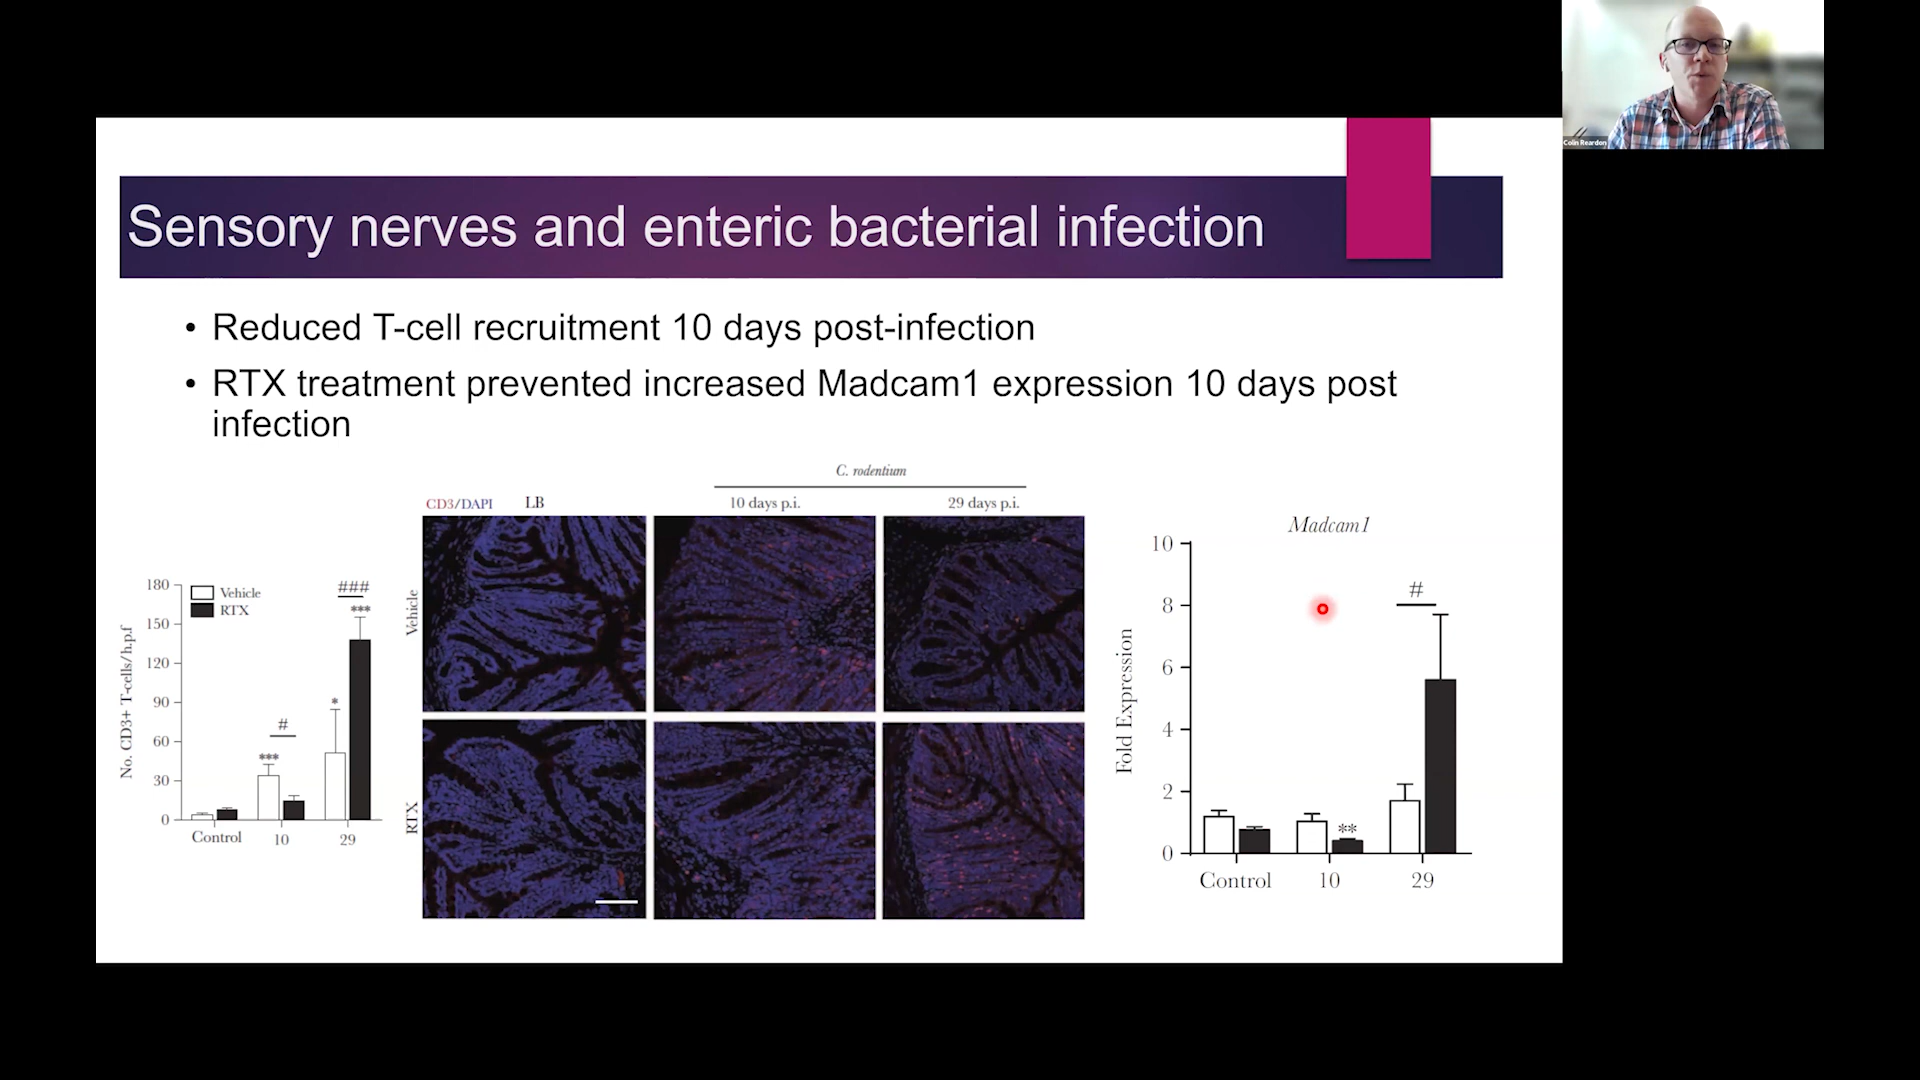 Colin Reardon
Sensory nerves and enteric bacterial infection
• Reduced T-cell recruitment 10 days post-infection
• RTX treatment prevented increased Madcam1 expression 10 days post
infection
No. CD3+ T-cells/h.p.f
180
150
120
90
60
30
0
Vehicle
RTX
***
#
*
###
***
Control
10
29
C. rodentium
CD3/DAPI
LB
10 days p.i.
29 days p.i.
Vehicle
RTX
Madcam1
Fold Expression
10
8
6
4
2
0
**
#
Control
10
29